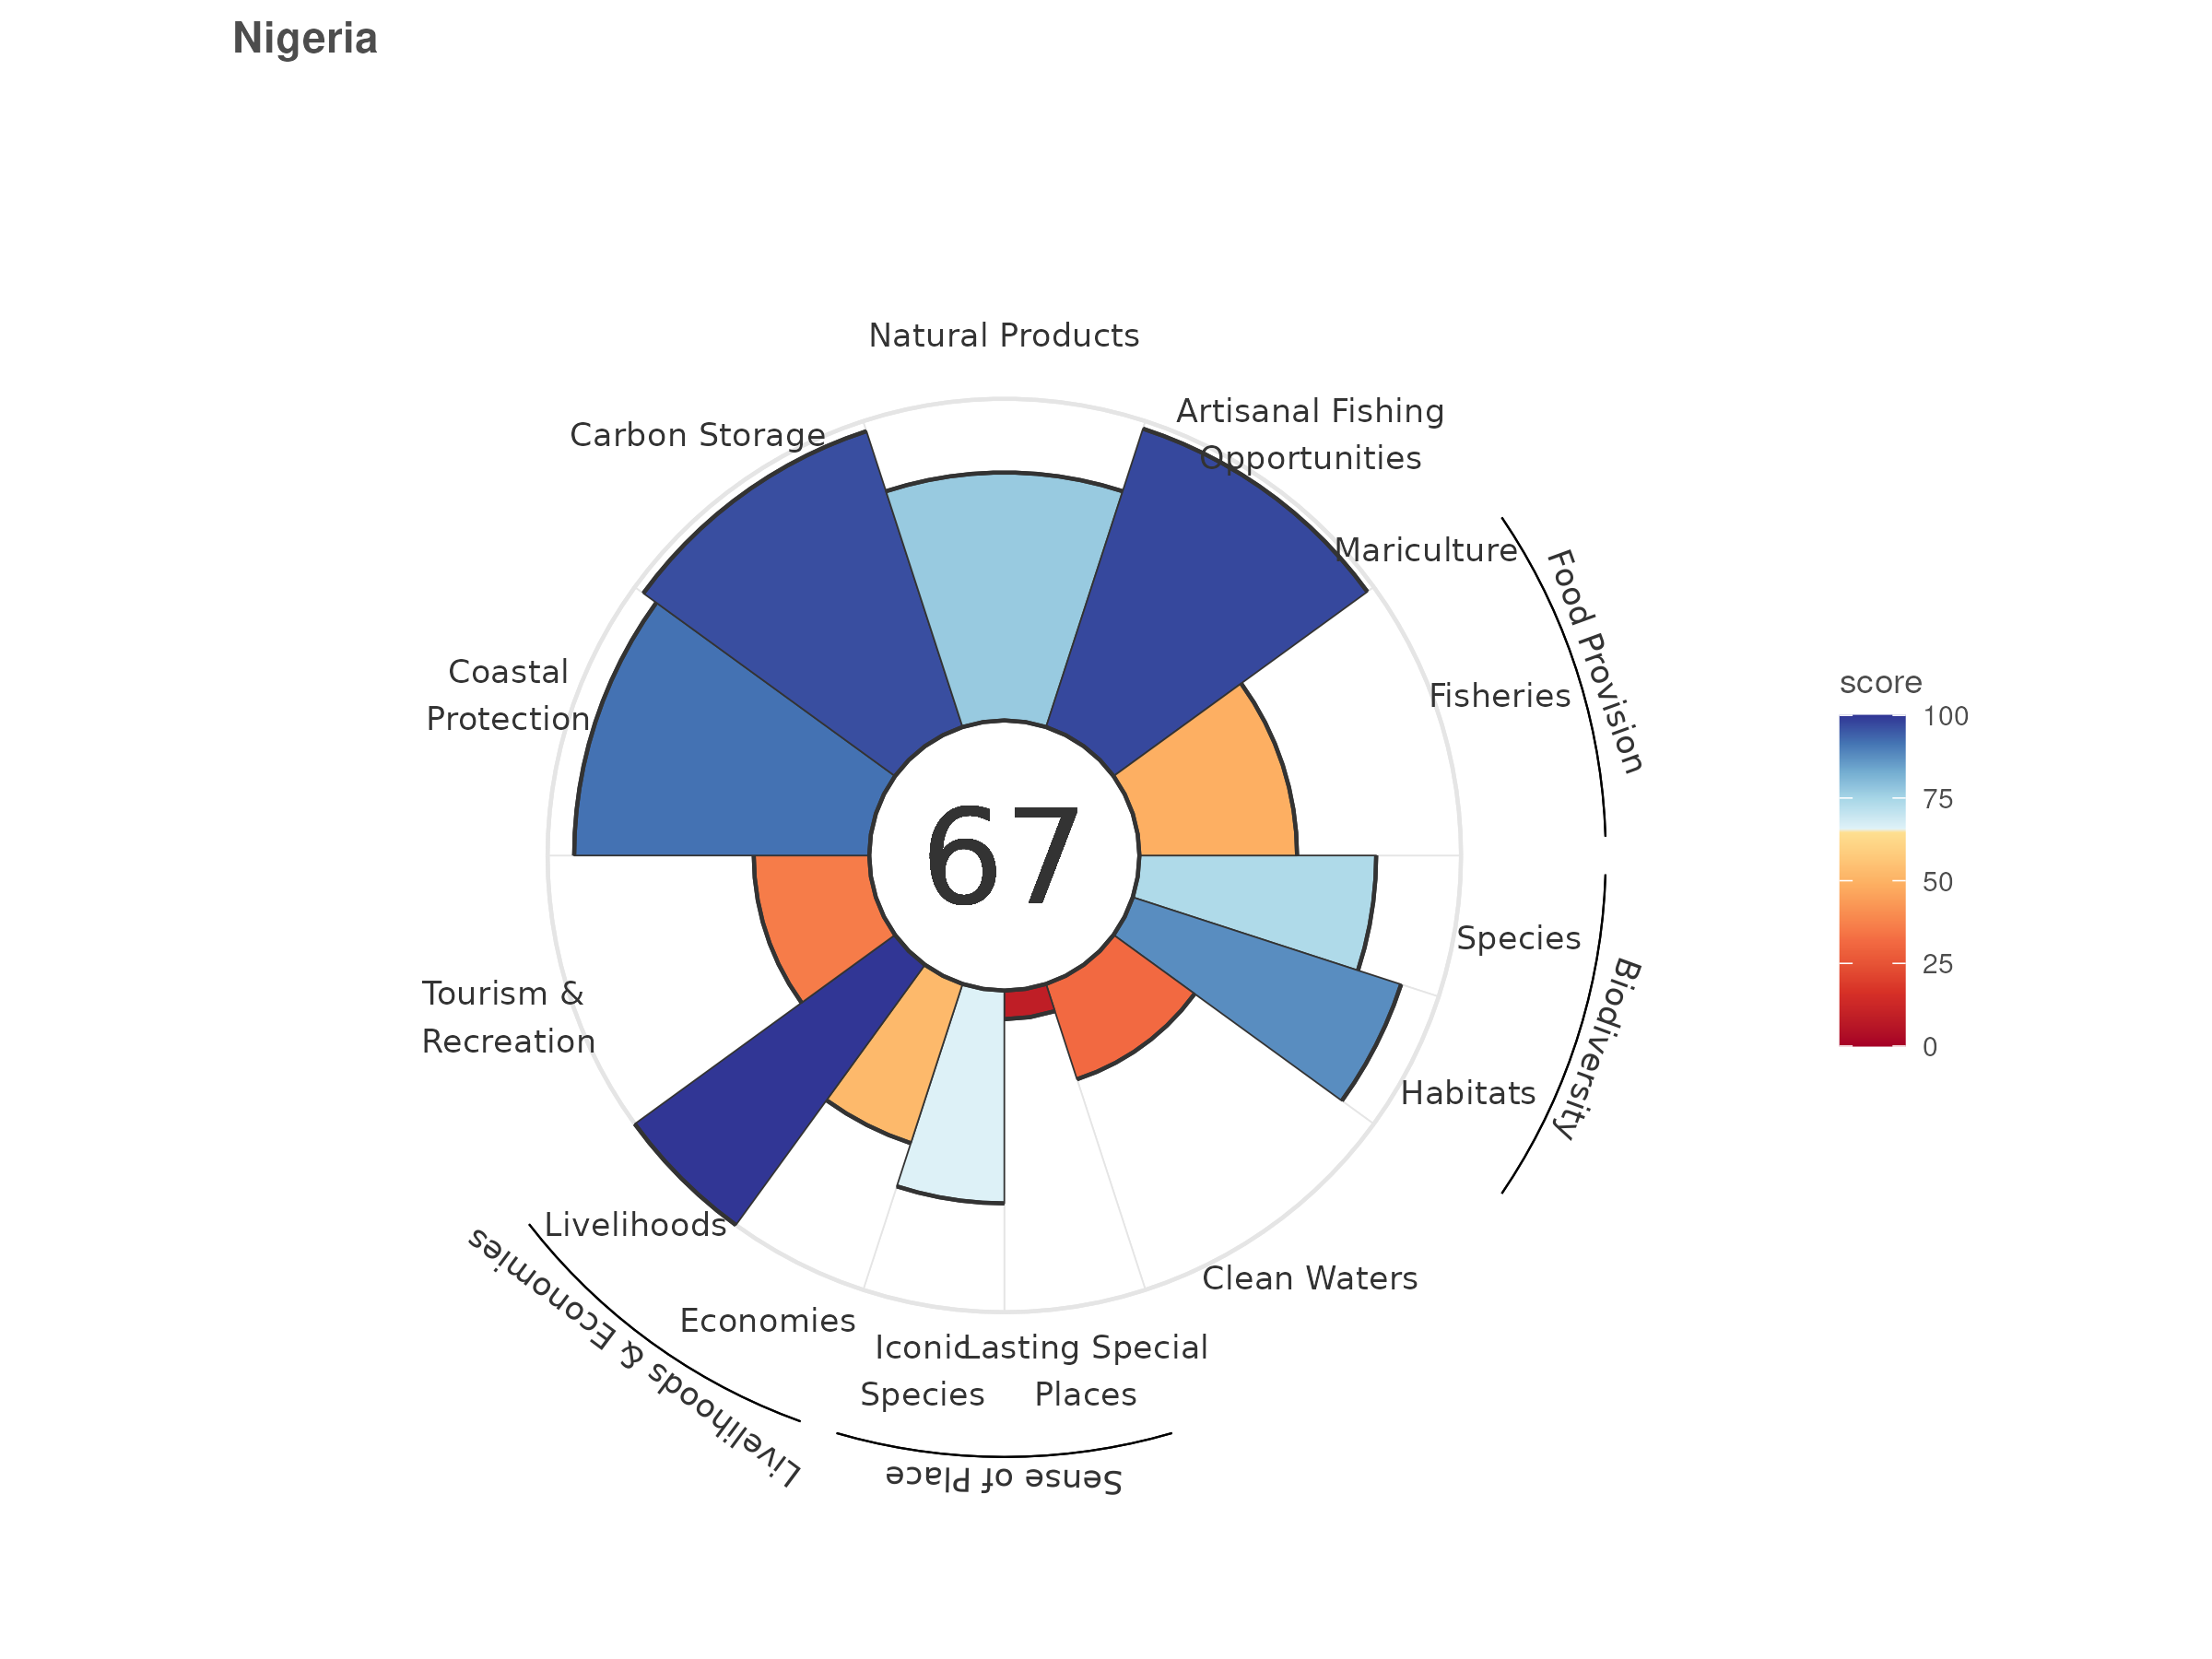 Nigeria
Natural Products
Artisanal Fishing
Opportunities
Carbon Storage
Mariculture
Food Provision
Fisheries
Coastal
Protection
67
Species
Biodiversity
Habitats
Tourism &
Recreation
Livelihoods
Livelihoods & Economies
Clean Waters
Economies
Iconic
Species
Lasting Special
Places
Sense of Place
score
100
75
50
25
0